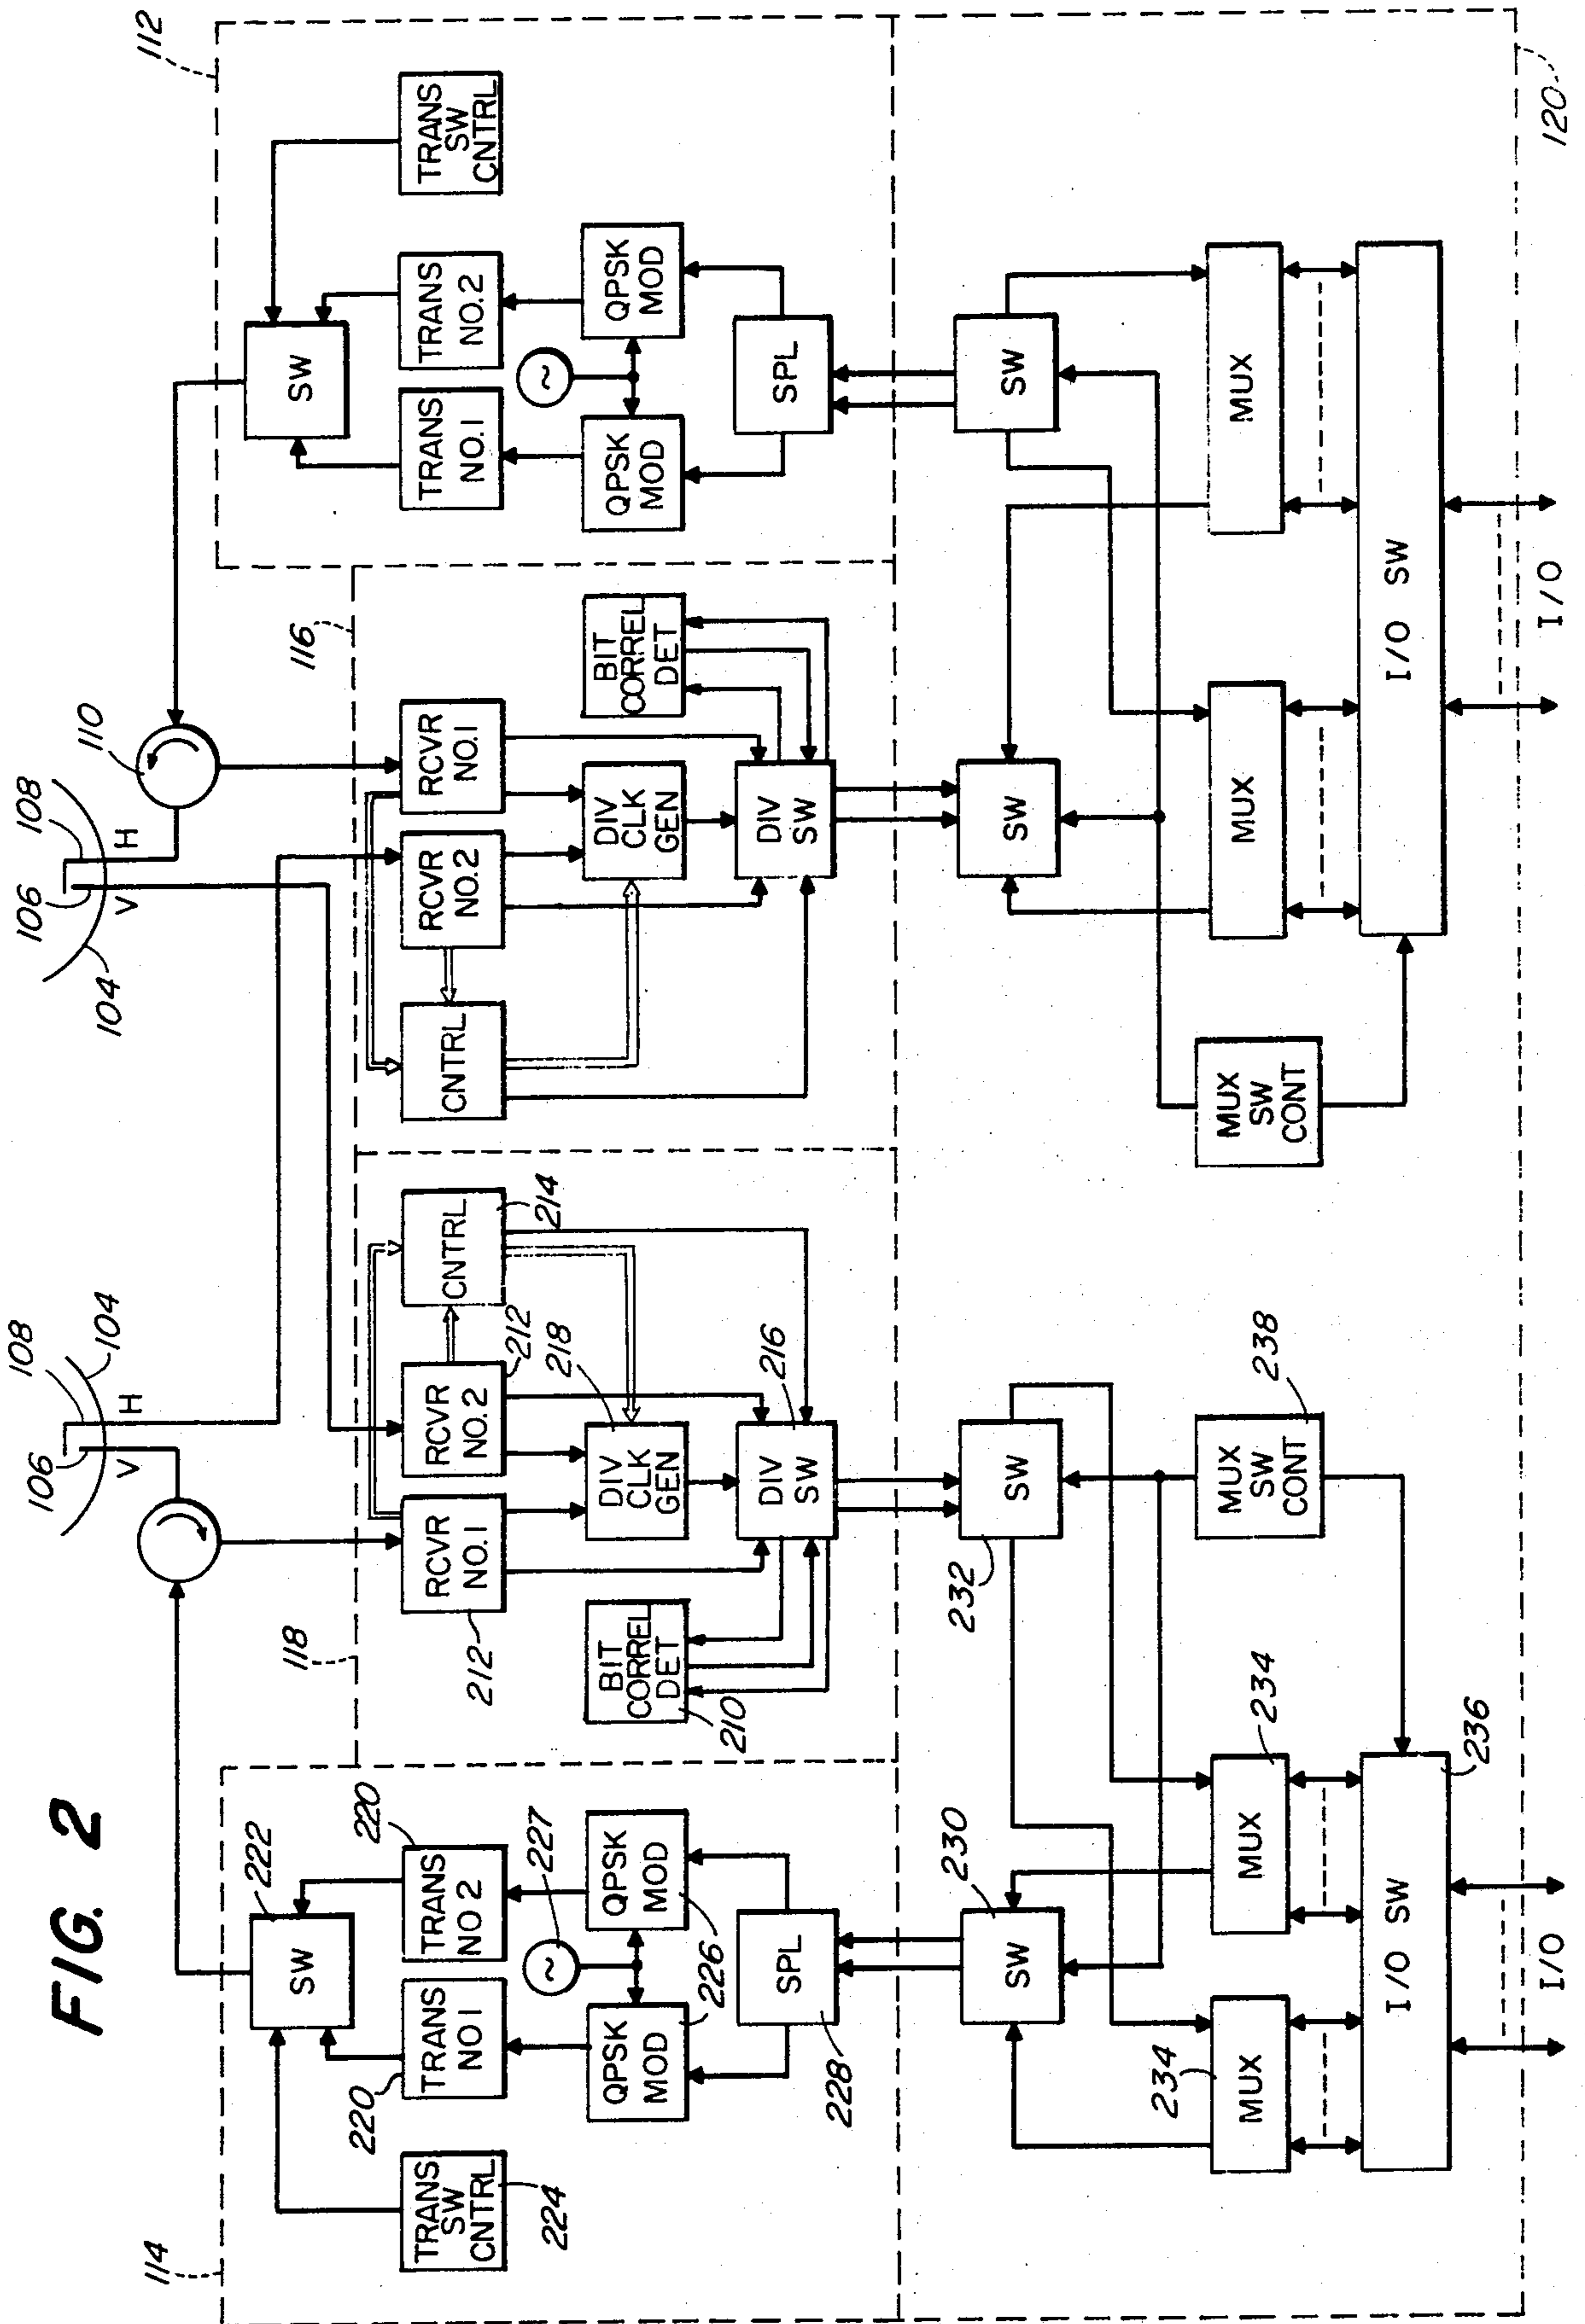 FIG. 2
114
222
SW
220
TRANS
NO 2
220
TRANS
NO 1
TRANS
SW
CNTRL
224
227
~
QPSK
MOD
QPSK
MOD
226
SPL
228
106
108
104
V
H
118
RCVR
NO.1
212
RCVR
NO.2
212
CNTRL
214
218
DIV
CLK
GEN
BIT
CORREL
DET
210
DIV
SW
216
106
108
104
V
H
110
116
CNTRL
RCVR
NO.2
RCVR
NO.1
DIV
CLK
GEN
BIT
CORREL
DET
DIV
SW
112
SW
TRANS
NO.1
TRANS
NO.2
TRANS
SW
CNTRL
~
QPSK
MOD
QPSK
MOD
SPL
230
SW
232
SW
234
MUX
234
MUX
MUX
SW
CONT
238
I/O SW
236
I/O
SW
SW
MUX
SW
CONT
MUX
MUX
I/O SW
I/O
120